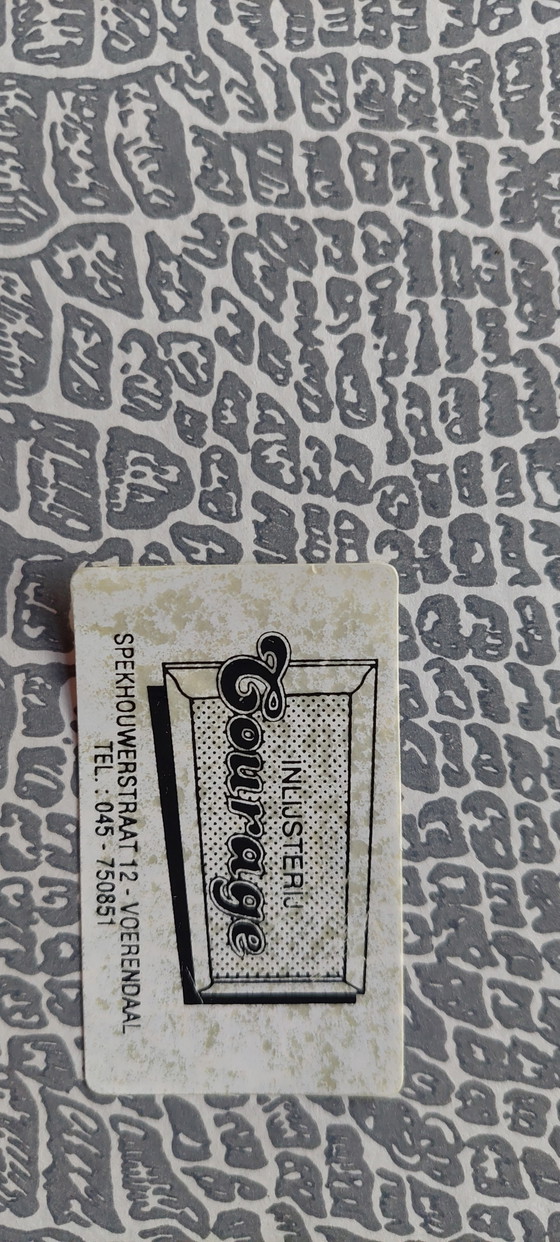 INLIJSTERIJ
Courage
SPEKHOUWERSTRAAT 12 - VOERENDAAL
TEL : 045 - 750851